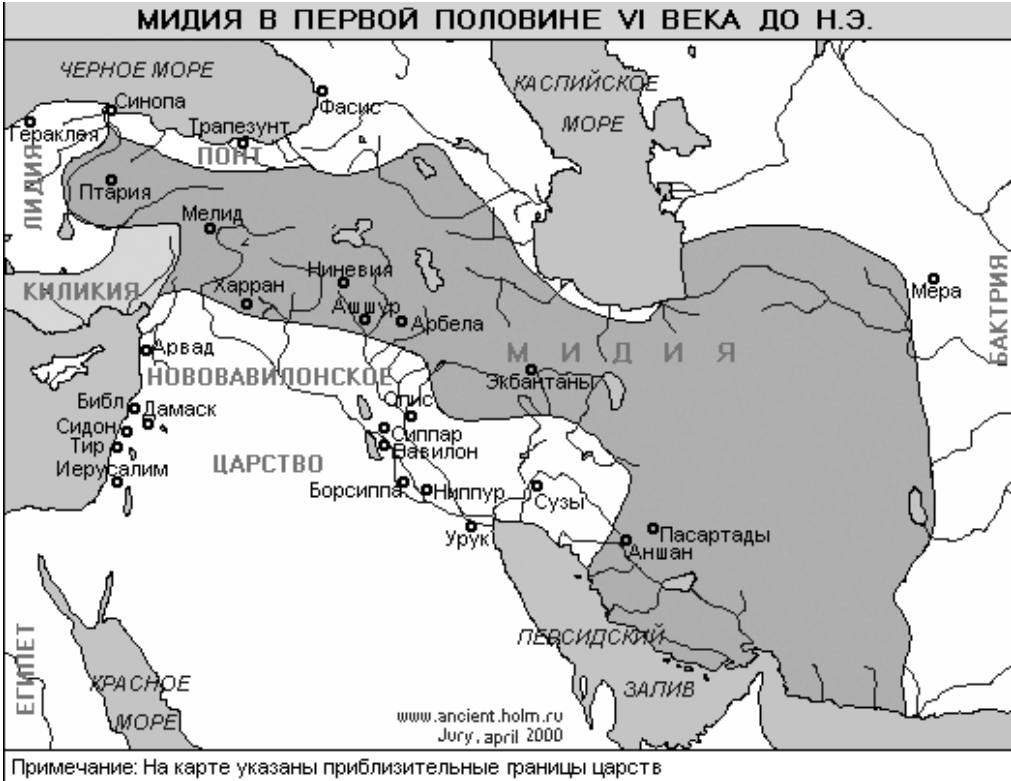 МИДИЯ В ПЕРВОЙ ПОЛОВИНЕ VI ВЕКА ДО Н.Э.
ЧЕРНОЕ МОРЕ
КАСПИЙСКОЕ
МОРЕ
Синопа
Фасис
Гераклея
Трапезунт
ПОНТ
ЛИДИЯ
Птария
Мелид
Ниневия
КИЛИКИЯ
Харран
Ашшур
Арбела
Мера
БАКТРИЯ
МИДИЯ
Арвад
НОВОВАВИЛОНСКОЕ
Экбантаны
Библ
Дамаск
Опис
Сидон
Сиппар
Тир
Вавилон
Иерусалим
ЦАРСТВО
Борсиппа
Ниппур
Сузы
Урук
Пасартады
Аншан
ПЕРСИДСКИЙ
ЗАЛИВ
ЕГИПЕТ
КРАСНОЕ
МОРЕ
www.ancient.holm.ru
Jury, april 2000
Примечание: На карте указаны приблизительные границы царств